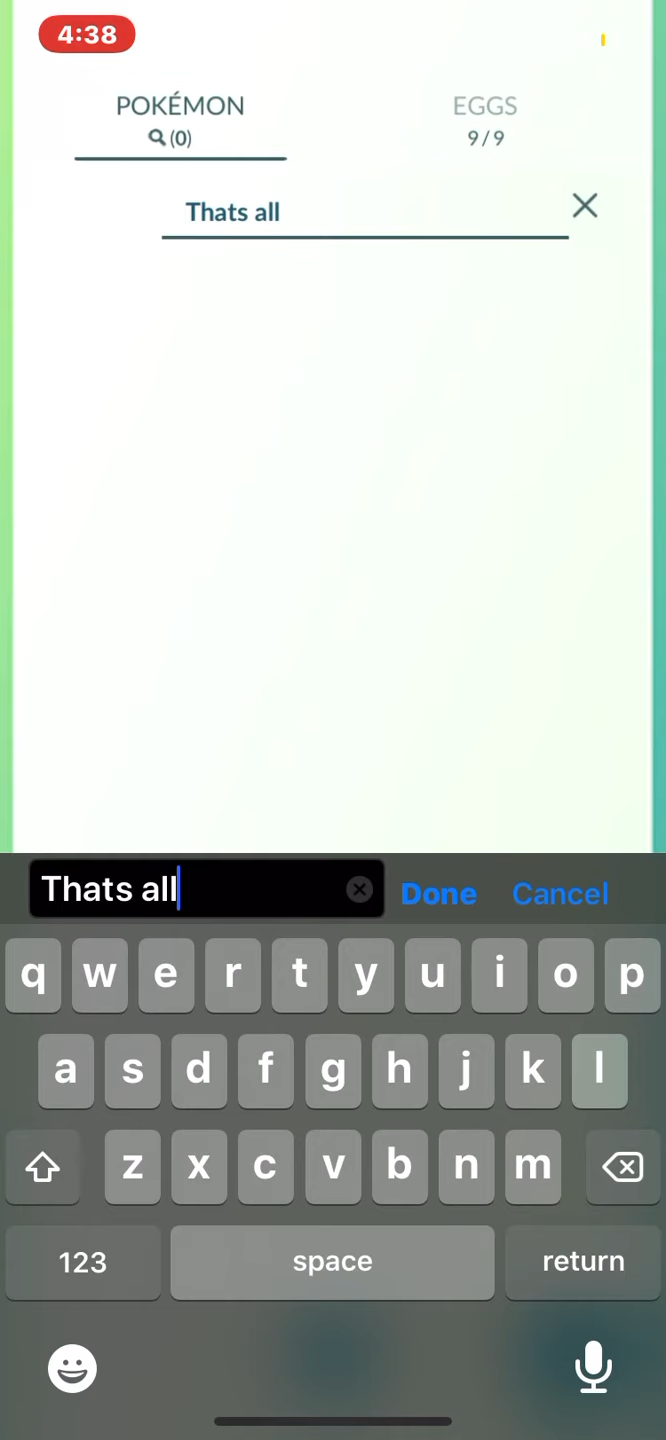 4:38
POKÉMON
(0)
EGGS
9/9
Thats all
Thats all
Done Cancel
q w e r t y u i o p
a s d f g h j k l
z x c v b n m
123 space return